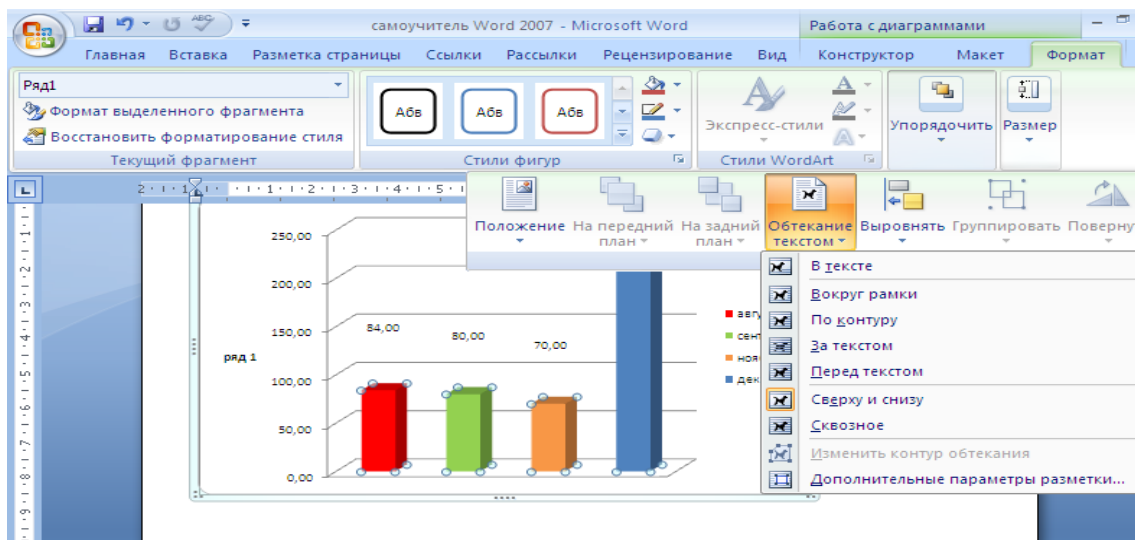 самоучитель Word 2007 - Microsoft Word
Работа с диаграммами
Главная Вставка Разметка страницы Ссылки Рассылки Рецензирование Вид Конструктор Макет Формат
Ряд1
Формат выделенного фрагмента
Восстановить форматирование стиля
Текущий фрагмент
Абв Абв Абв
Стили фигур
Экспресс-стили
Стили WordArt
Упорядочить
Размер
Положение
На передний план
На задний план
Обтекание текстом
Выровнять
Группировать
Поверну
В тексте
Вокруг рамки
По контуру
За текстом
Перед текстом
Сверху и снизу
Сквозное
Изменить контур обтекания
Дополнительные параметры разметки...
250,00
200,00
150,00
100,00
50,00
0,00
ряд 1
84,00
80,00
70,00
авгу
сент
ноя
дек